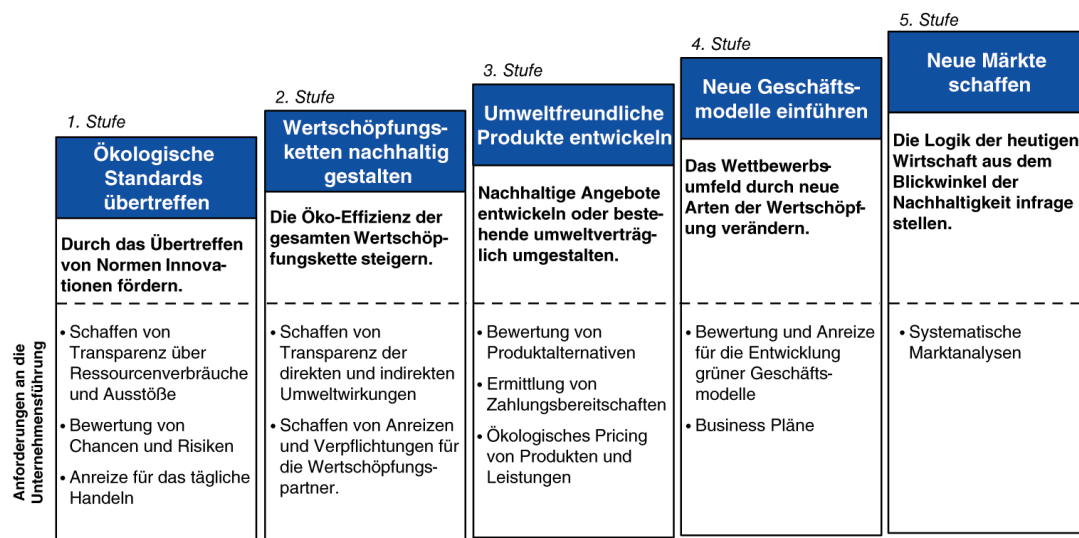 1. Stufe
Ökologische
Standards
übertreffen
Durch das Übertreffen
von Normen Innova-
tionen fördern.
• Schaffen von
Transparenz über
Ressourcenverbräuche
und Ausstöße
• Bewertung von
Chancen und Risiken
• Anreize für das tägliche
Handeln
2. Stufe
Wertschöpfungs-
ketten nachhaltig
gestalten
Die Öko-Effizienz der
gesamten Wertschöp-
fungskette steigern.
• Schaffen von
Transparenz der
direkten und indirekten
Umweltwirkungen
• Schaffen von Anreizen
und Verpflichtungen für
die Wertschöpfungs-
partner.
3. Stufe
Umweltfreundliche
Produkte entwickeln
Nachhaltige Angebote
entwickeln oder beste-
hende umweltverträg-
lich umgestalten.
• Bewertung von
Produktalternativen
• Ermittlung von
Zahlungsbereitschaften
• Ökologisches Pricing
von Produkten und
Leistungen
4. Stufe
Neue Geschäfts-
modelle einführen
Das Wettbewerbs-
umfeld durch neue
Arten der Wertschöpf-
ung verändern.
• Bewertung und Anreize
für die Entwicklung
grüner Geschäfts-
modelle
• Business Pläne
5. Stufe
Neue Märkte
schaffen
Die Logik der heutigen
Wirtschaft aus dem
Blickwinkel der
Nachhaltigkeit infrage
stellen.
• Systematische
Marktanalysen
Anforderungen an die
Unternehmensführung